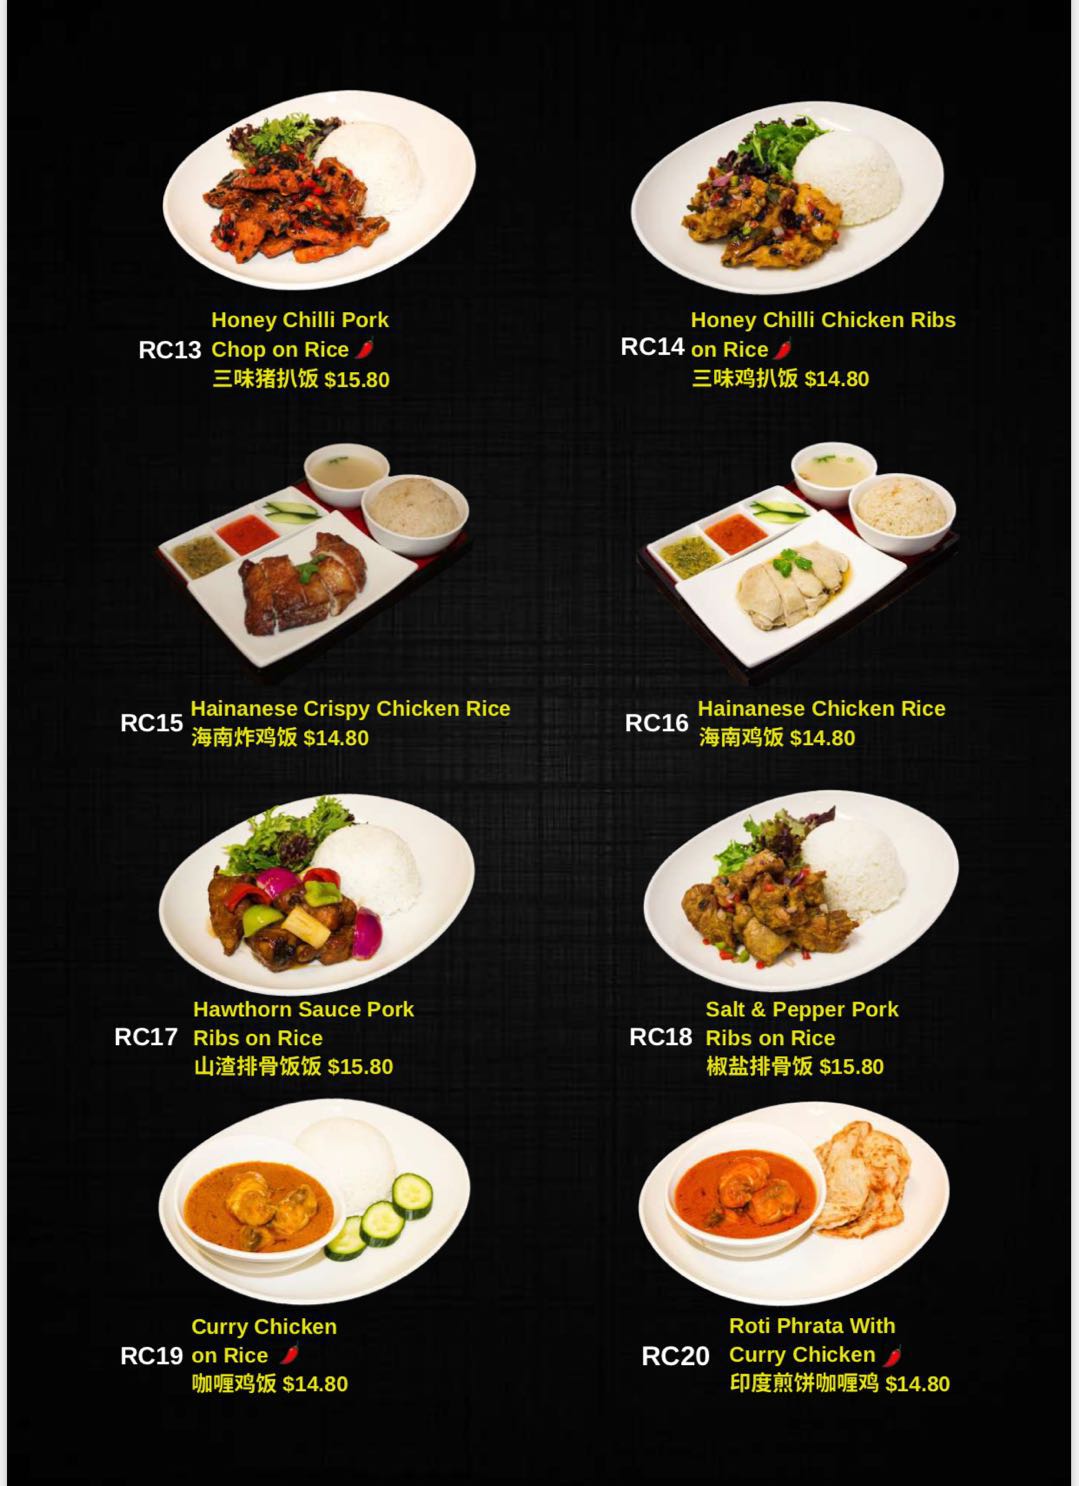 Honey Chilli Pork
RC13 Chop on Rice
三味猪扒饭 $15.80
Honey Chilli Chicken Ribs
RC14 on Rice
三味鸡扒饭 $14.80
RC15 Hainanese Crispy Chicken Rice
海南炸鸡饭 $14.80
RC16 Hainanese Chicken Rice
海南鸡饭 $14.80
Hawthorn Sauce Pork
RC17 Ribs on Rice
山渣排骨饭饭 $15.80
Salt & Pepper Pork
RC18 Ribs on Rice
椒盐排骨饭 $15.80
Curry Chicken
RC19 on Rice
咖喱鸡饭 $14.80
Roti Phrata With
RC20 Curry Chicken
印度煎饼咖喱鸡 $14.80